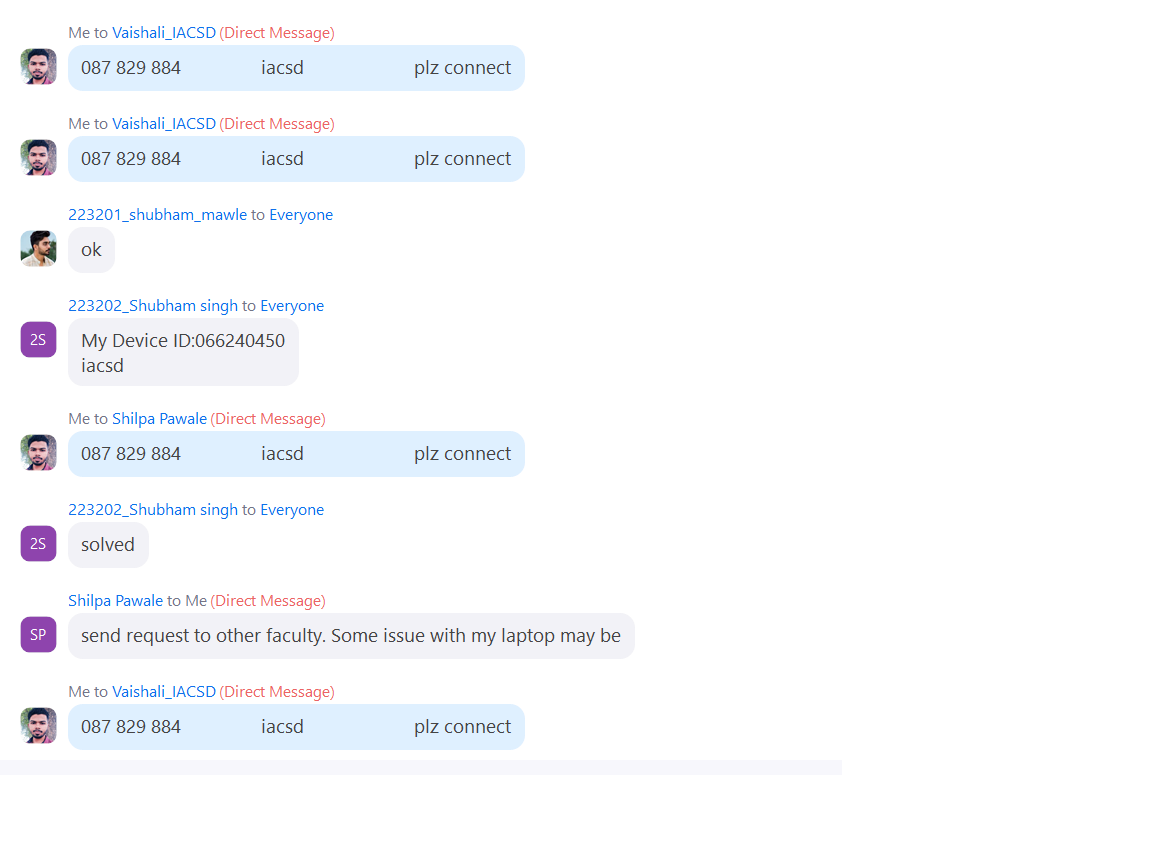 Me to Vaishali_IACSD (Direct Message)
087 829 884 iacsd plz connect
Me to Vaishali_IACSD (Direct Message)
087 829 884 iacsd plz connect
223201_shubham_mawle to Everyone
ok
223202_Shubham singh to Everyone
2S
My Device ID:066240450
iacsd
Me to Shilpa Pawale (Direct Message)
087 829 884 iacsd plz connect
223202_Shubham singh to Everyone
2S solved
Shilpa Pawale to Me (Direct Message)
SP send request to other faculty. Some issue with my laptop may be
Me to Vaishali_IACSD (Direct Message)
087 829 884 iacsd plz connect